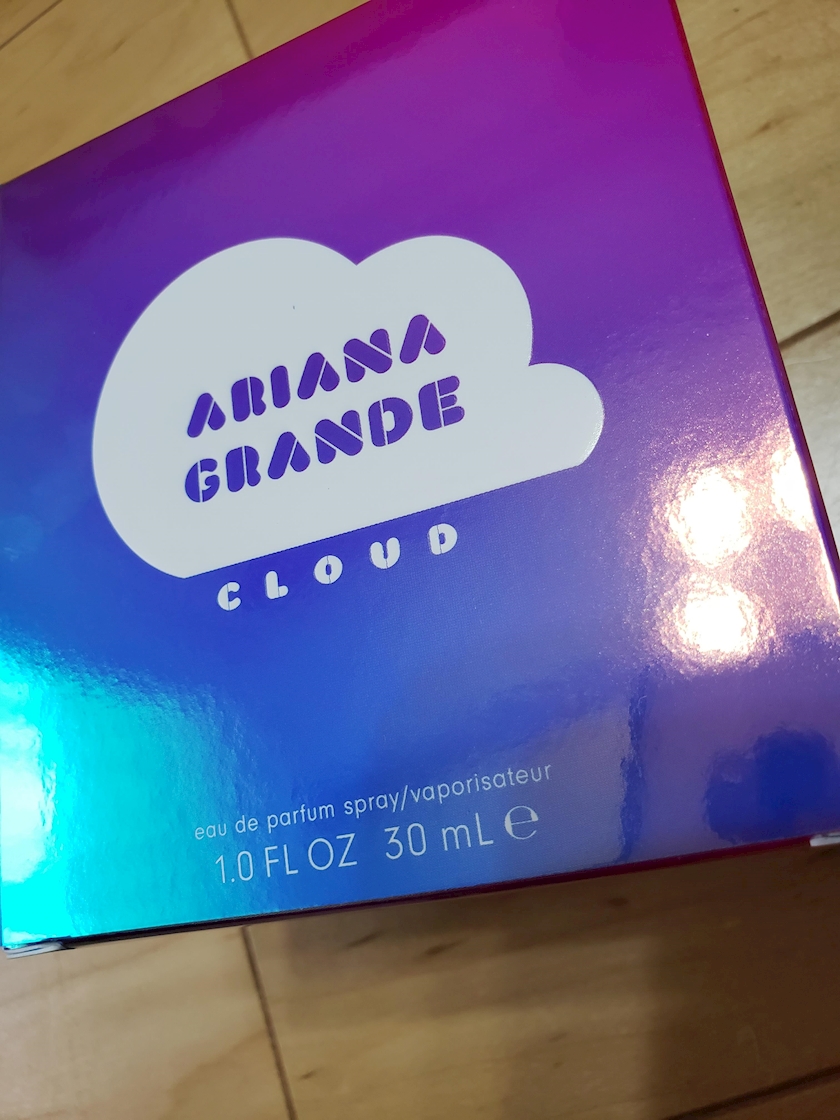 ARIANA
GRANDE
CLOUD
eau de parfum spray/vaporisateur
1.0 FL OZ 30 mL ℮